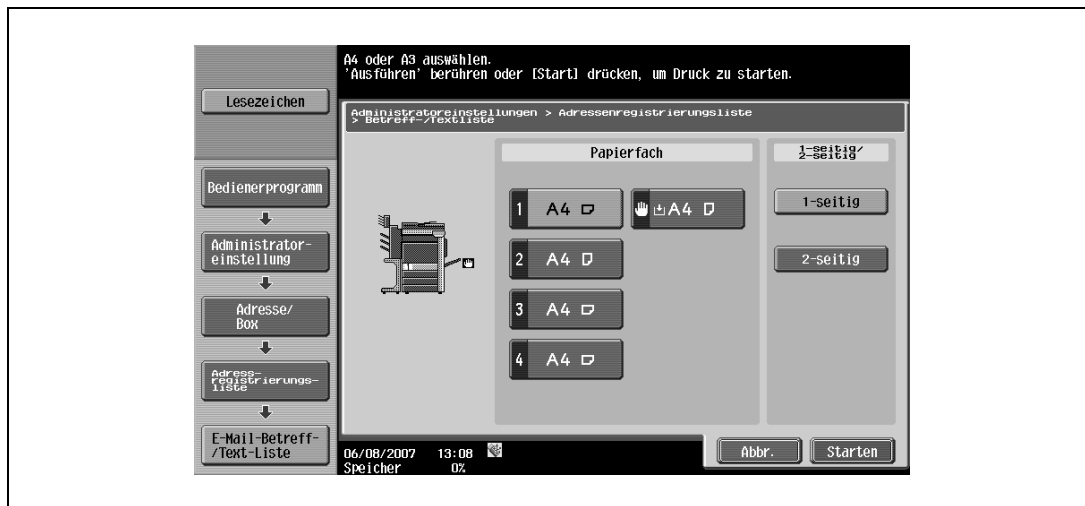 A4 oder A3 auswählen.
'Ausführen' berühren oder [Start] drücken, um Druck zu starten.
Lesezeichen
Administratoreinstellungen > Adressenregistrierungsliste
> Betreff-/Textliste
Papierfach
1-seitig/
2-seitig
Bedienerprogramm
Administrator-
einstellung
Adresse/
Box
Adress-
registrierungs-
liste
E-Mail-Betreff-
/Text-Liste
1 A4
A4
2 A4
3 A4
4 A4
1-seitig
2-seitig
06/08/2007 13:08
Speicher 0%
Abbr.
Starten